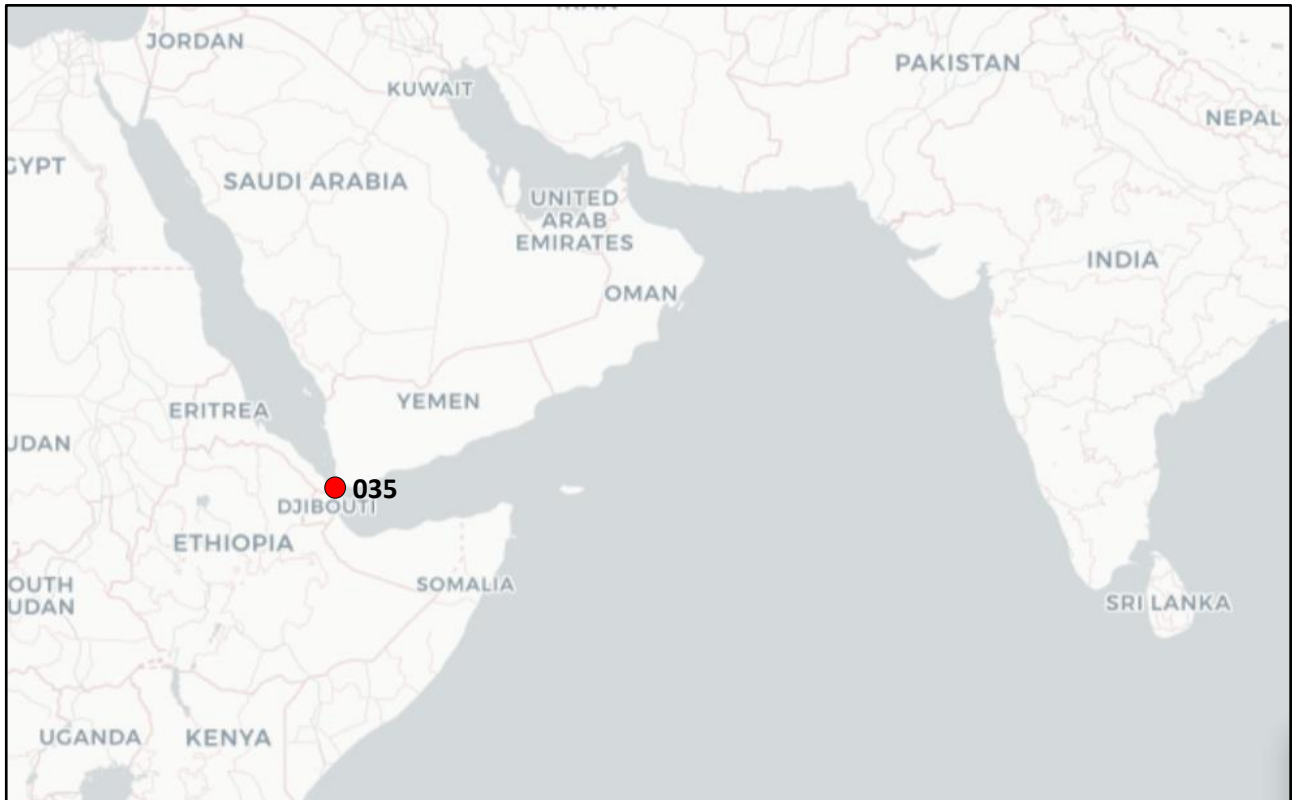 IRAN
JORDAN
PAKISTAN
KUWAIT
NEPAL
GYPT
SAUDI ARABIA
UNITED
ARAB
EMIRATES
INDIA
OMAN
YEMEN
ERITREA
UDAN
035
DJIBOUTI
ETHIOPIA
SOMALIA
OUTH
UDAN
SRI LANKA
UGANDA
KENYA